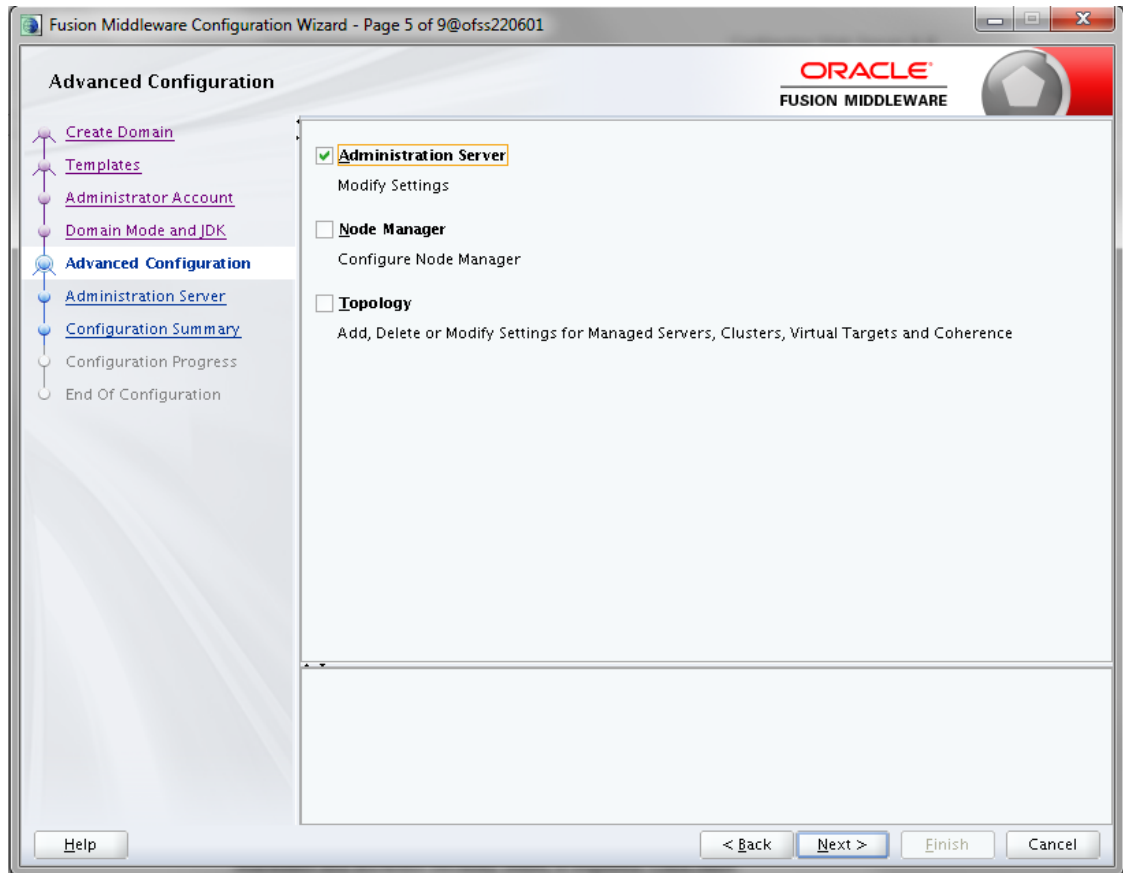 Fusion Middleware Configuration Wizard - Page 5 of 9@ofss220601
Advanced Configuration
ORACLE
FUSION MIDDLEWARE
Create Domain
Templates
Administrator Account
Domain Mode and JDK
Advanced Configuration
Administration Server
Configuration Summary
Configuration Progress
End Of Configuration
Administration Server
Modify Settings
Node Manager
Configure Node Manager
Topology
Add, Delete or Modify Settings for Managed Servers, Clusters, Virtual Targets and Coherence
Help
< Back
Next >
Finish
Cancel